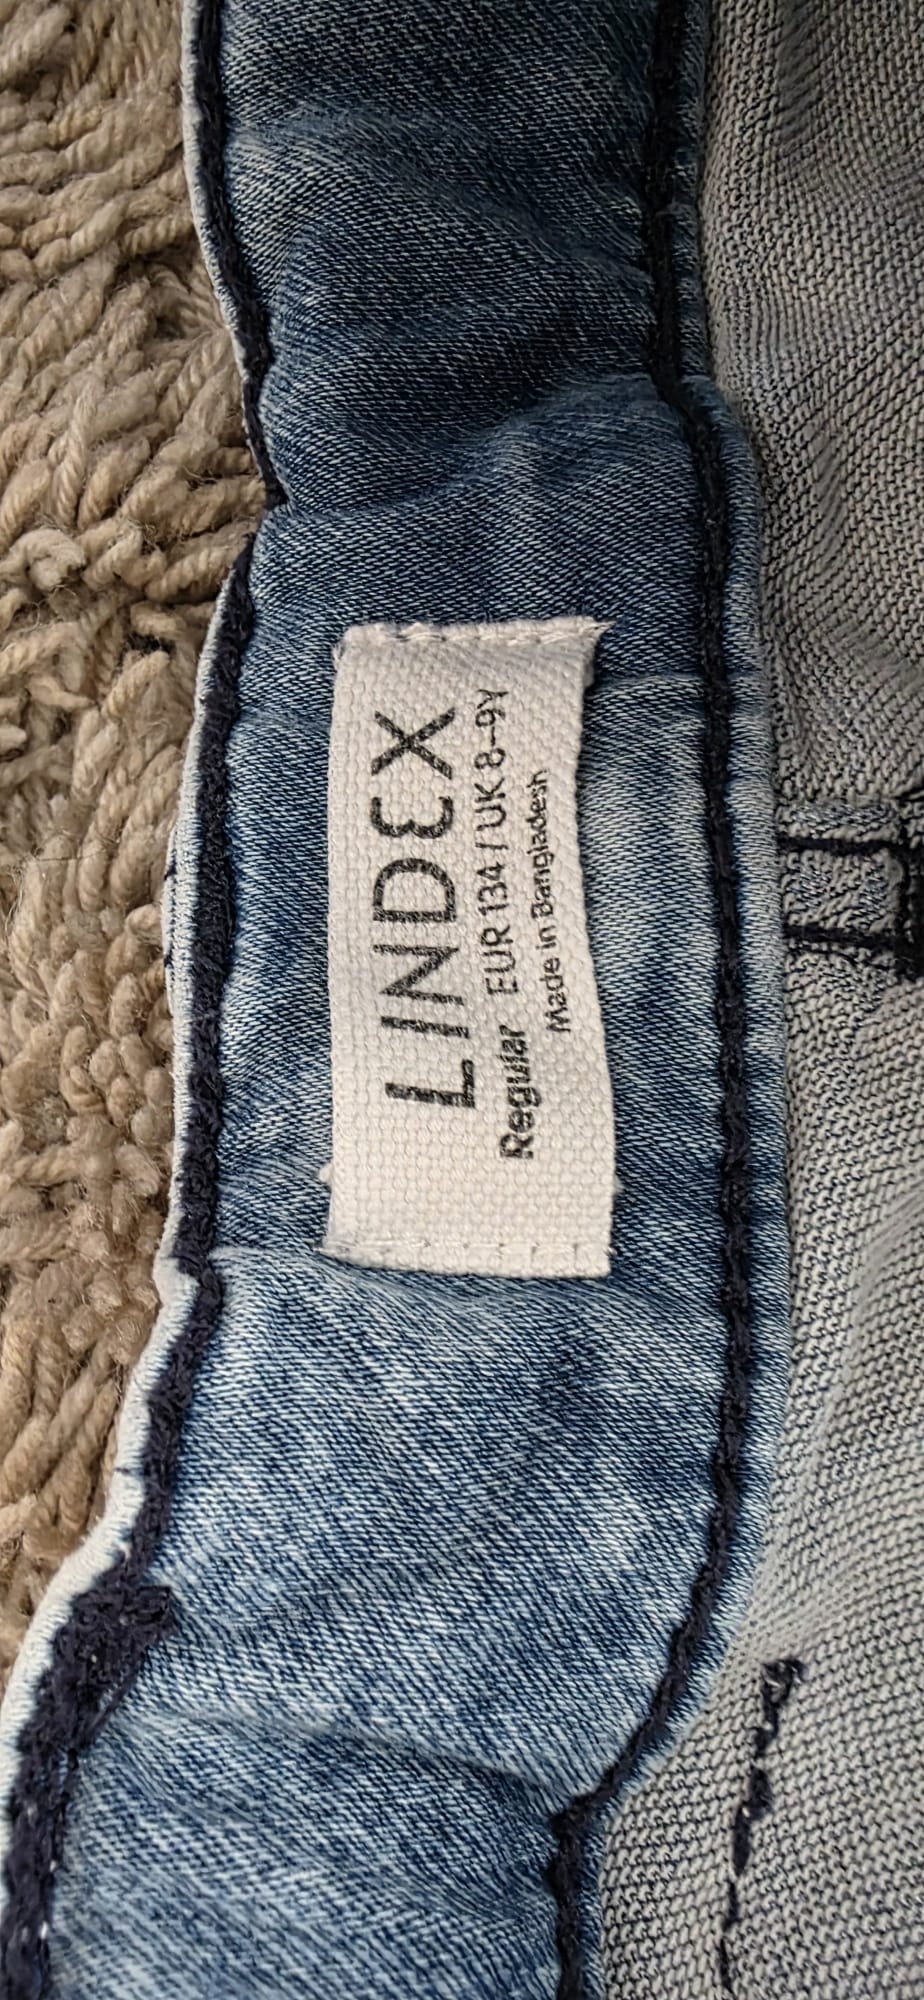 LINDEX
Regular EUR 134 / UK 8-9Y
Made in Bangladesh